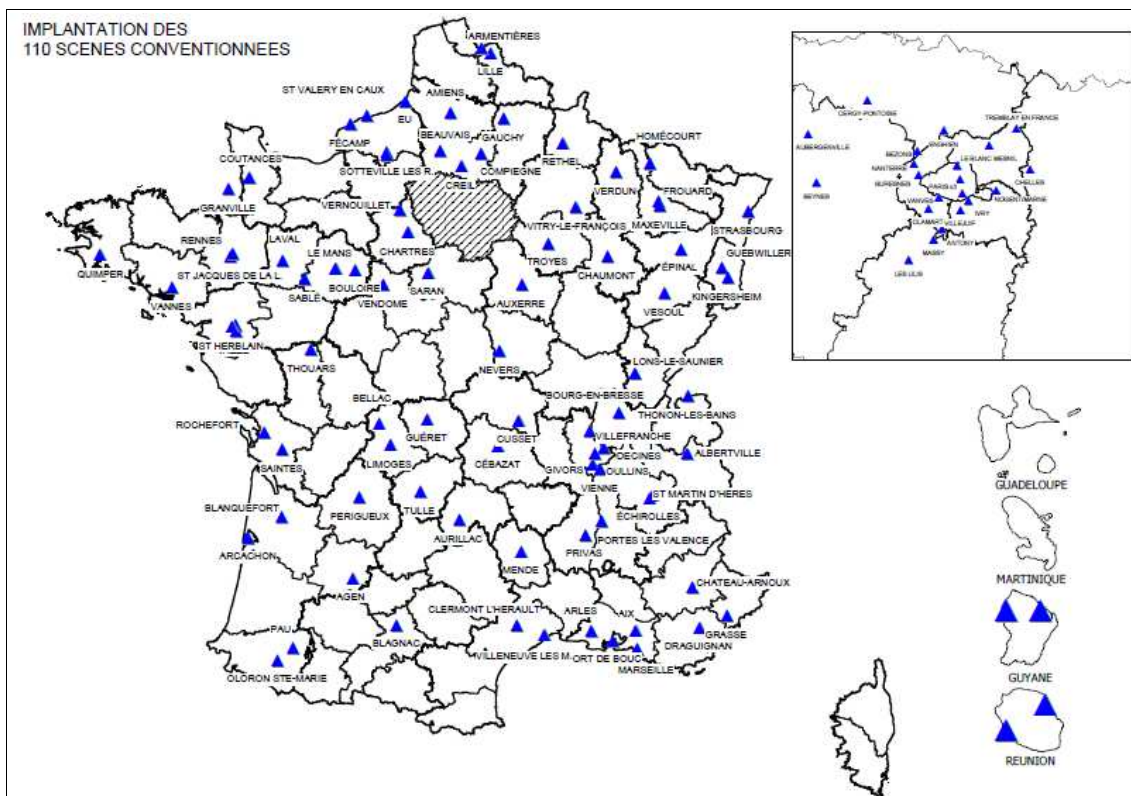 IMPLANTATION DES
110 SCENES CONVENTIONNEES
ARMENTIÈRES
LILLE
ST VALERY EN CAUX
AMIENS
EU
BEAUVAIS
GAUCHY
FÉCAMP
HOMÉCOURT
RETHEL
COUTANCES
SOTTEVILLE LES R.
COMPIEGNE
CREIL
VERDUN
FROUARD
GRANVILLE
VERNOUILLET
VITRY-LE-FRANÇOIS
MAXEVILLE
STRASBOURG
RENNES
LAVAL
LE MANS
CHARTRES
TROYES
GUEBWILLER
QUIMPER
ST JACQUES DE LA L.
CHAUMONT
ÉPINAL
SABLÉ
BOULOIRE
SARAN
VANNES
VENDOME
AUXERRE
KINGERSHEIM
VESOUL
ST HERBLAIN
THOUARS
NEVERS
LONS-LE-SAUNIER
BELLAC
BOURG-EN-BRESSE
THONON-LES-BAINS
ROCHEFORT
GUÉRET
CUSSET
VILLEFRANCHE
SAINTES
LIMOGES
CÉBAZAT
DECINES
ALBERTVILLE
GIVORS
OULLINS
VIENNE
ST MARTIN D'HERES
BLANQUEFORT
PERIGUEUX
TULLE
ÉCHIROLLES
AURILLAC
PORTES LES VALENCE
ARCACHON
PRIVAS
MENDE
CHATEAU-ARNOUX
AGEN
CLERMONT L'HERAULT
ARLES
AIX
PAU
GRASSE
BLAGNAC
DRAGUIGNAN
VILLENEUVE LES M.
ORT DE BOUC
MARSEILLE
OLORON STE-MARIE
CERGY-PONTOISE
TREMBLAY EN FRANCE
AUBERGENVILLE
ENGHIEN
BEZONS
LE BLANC MESNIL
NANTERRE
CHELLES
BEYNES
SURESNES
VANVES
IVRY
CLAMART
VILLEJUIF
ANTONY
MASSY
LES ULIS
GUADELOUPE
MARTINIQUE
GUYANE
REUNION